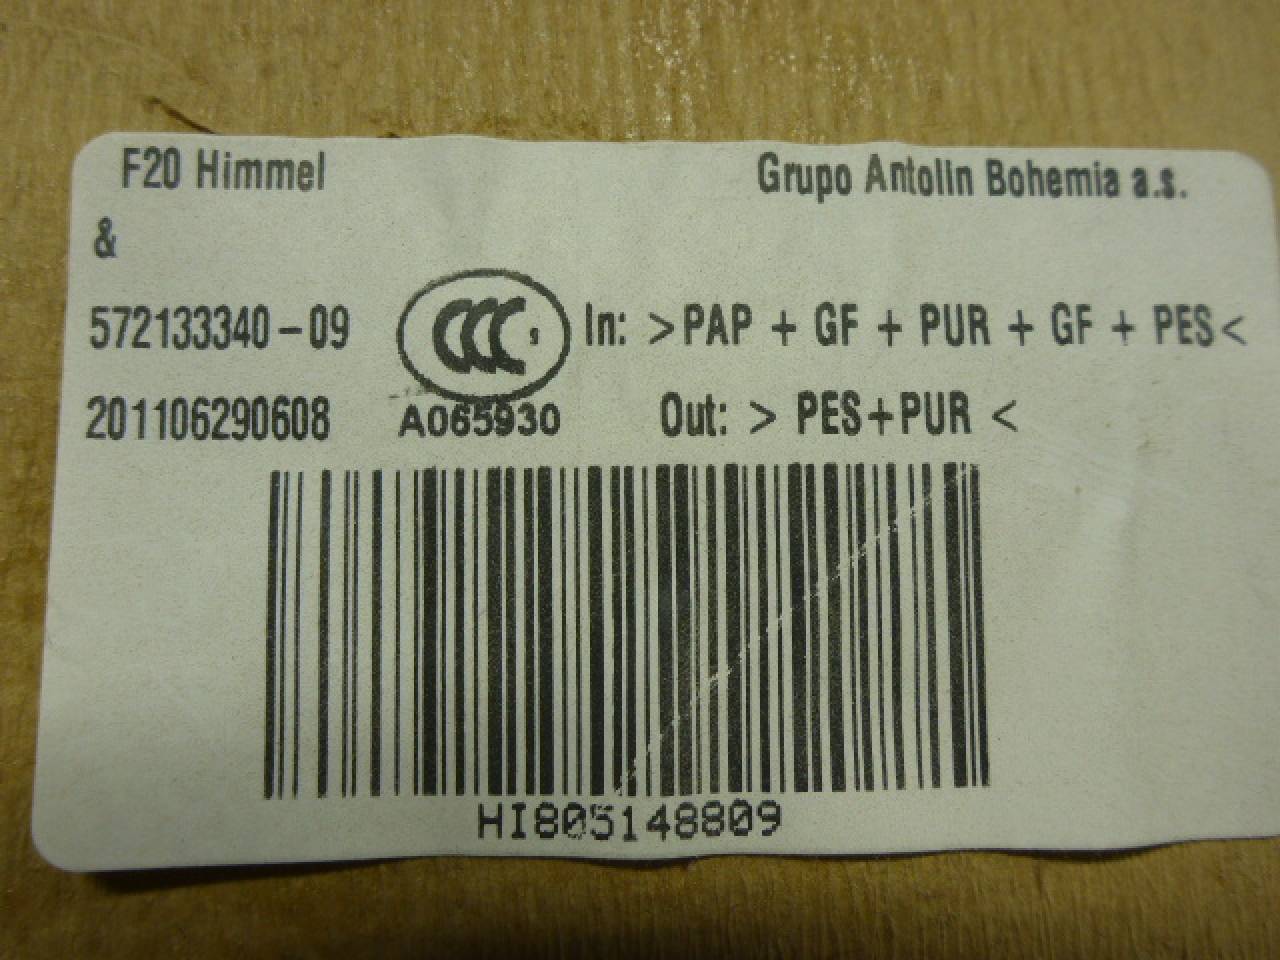 F20 Himmel Grupo Antolin Bohemia a.s.
&
572133340-09 CCC, In: >PAP + GF + PUR + GF + PES<
201106290608 A065930 Out: > PES+PUR <
HI805148809